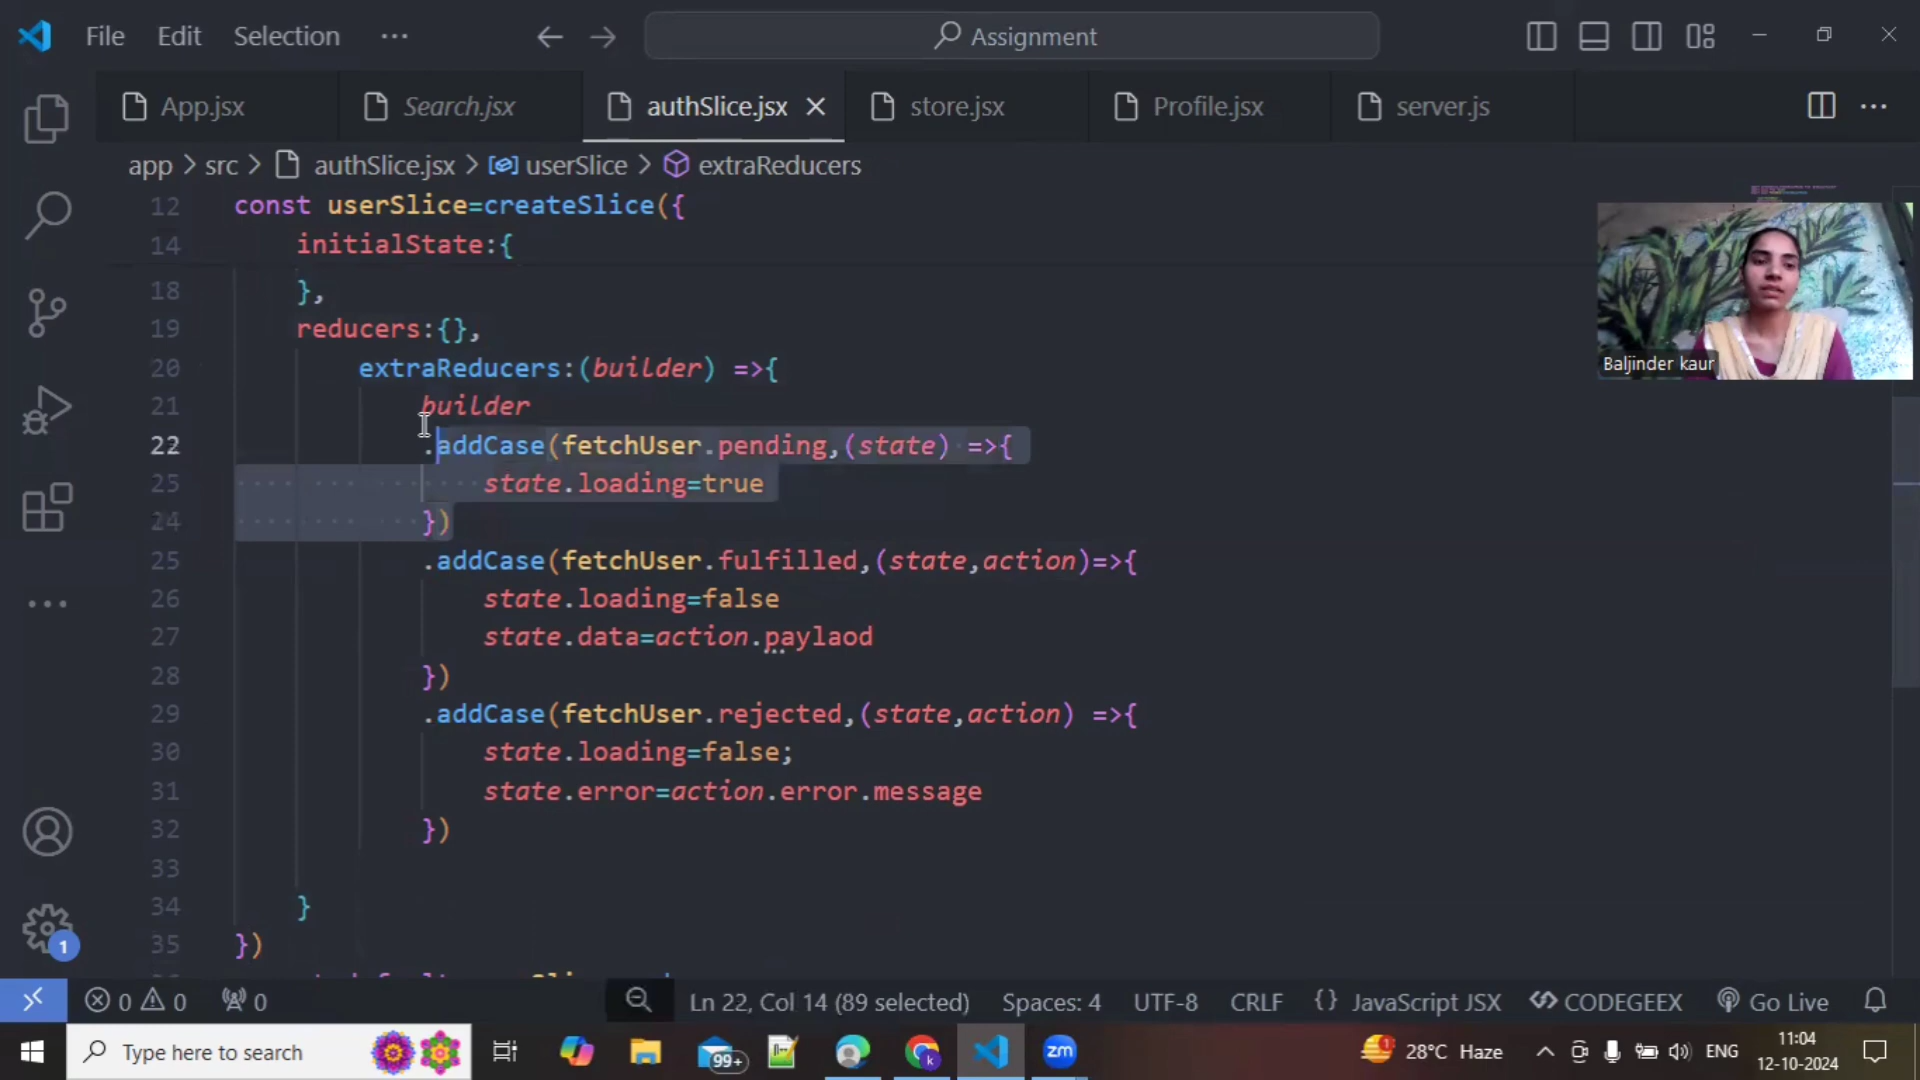 File Edit Selection ··· Assignment
App.jsx Search.jsx authSlice.jsx store.jsx Profile.jsx server.js
app > src > authSlice.jsx > userSlice > extraReducers
12 const userSlice=createSlice({
14 initialState:{
18 },
19 reducers:{},
20 extraReducers:(builder) =>{
21 builder
22 .addCase(fetchUser.pending,(state) =>{
23 state.loading=true
24 })
25 .addCase(fetchUser.fulfilled,(state,action)=>{
26 state.loading=false
27 state.data=action.paylaod
28 })
29 .addCase(fetchUser.rejected,(state,action) =>{
30 state.loading=false;
31 state.error=action.error.message
32 })
33
34 }
35 })
Baljinder kaur
1
0 0 0 Ln 22, Col 14 (89 selected) Spaces: 4 UTF-8 CRLF {} JavaScript JSX CODEGEEX Go Live
Type here to search 99+ k zm 1 28°C Haze ENG 11:04
12-10-2024